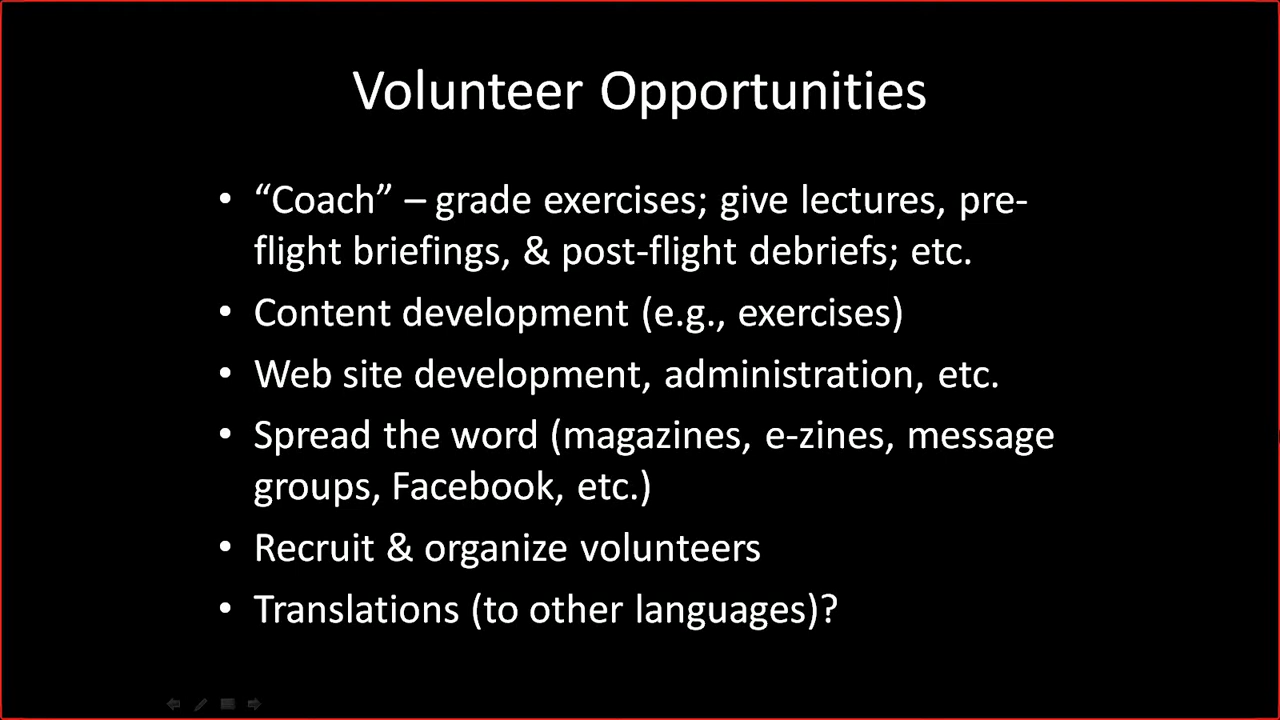 Volunteer Opportunities
• “Coach” – grade exercises; give lectures, pre-
flight briefings, & post-flight debriefs; etc.
• Content development (e.g., exercises)
• Web site development, administration, etc.
• Spread the word (magazines, e-zines, message
groups, Facebook, etc.)
• Recruit & organize volunteers
• Translations (to other languages)?